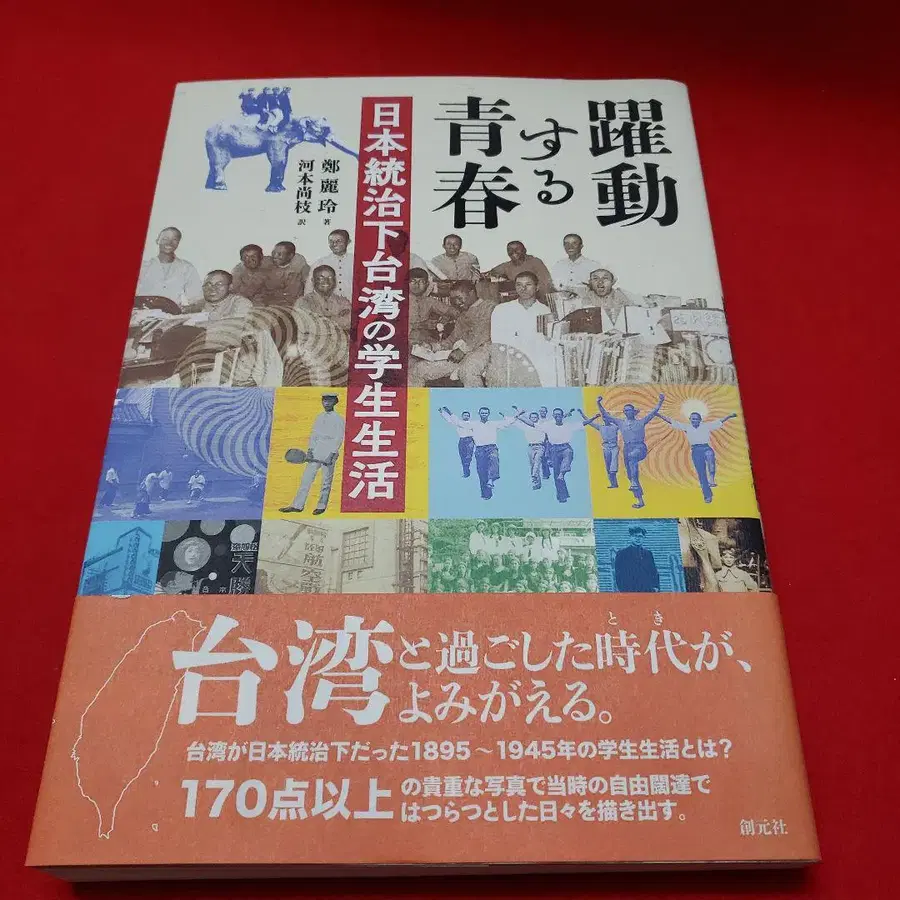 躍動
する
青春
日本統治下台湾の学生生活
鄭麗玲 著
河本尚枝 訳
天勝
台湾と過ごした時代が、
とき
よみがえる。
台湾が日本統治下だった1895～1945年の学生生活とは?
170点以上の貴重な写真で当時の自由闊達で
はつらつとした日々を描き出す。
創元社